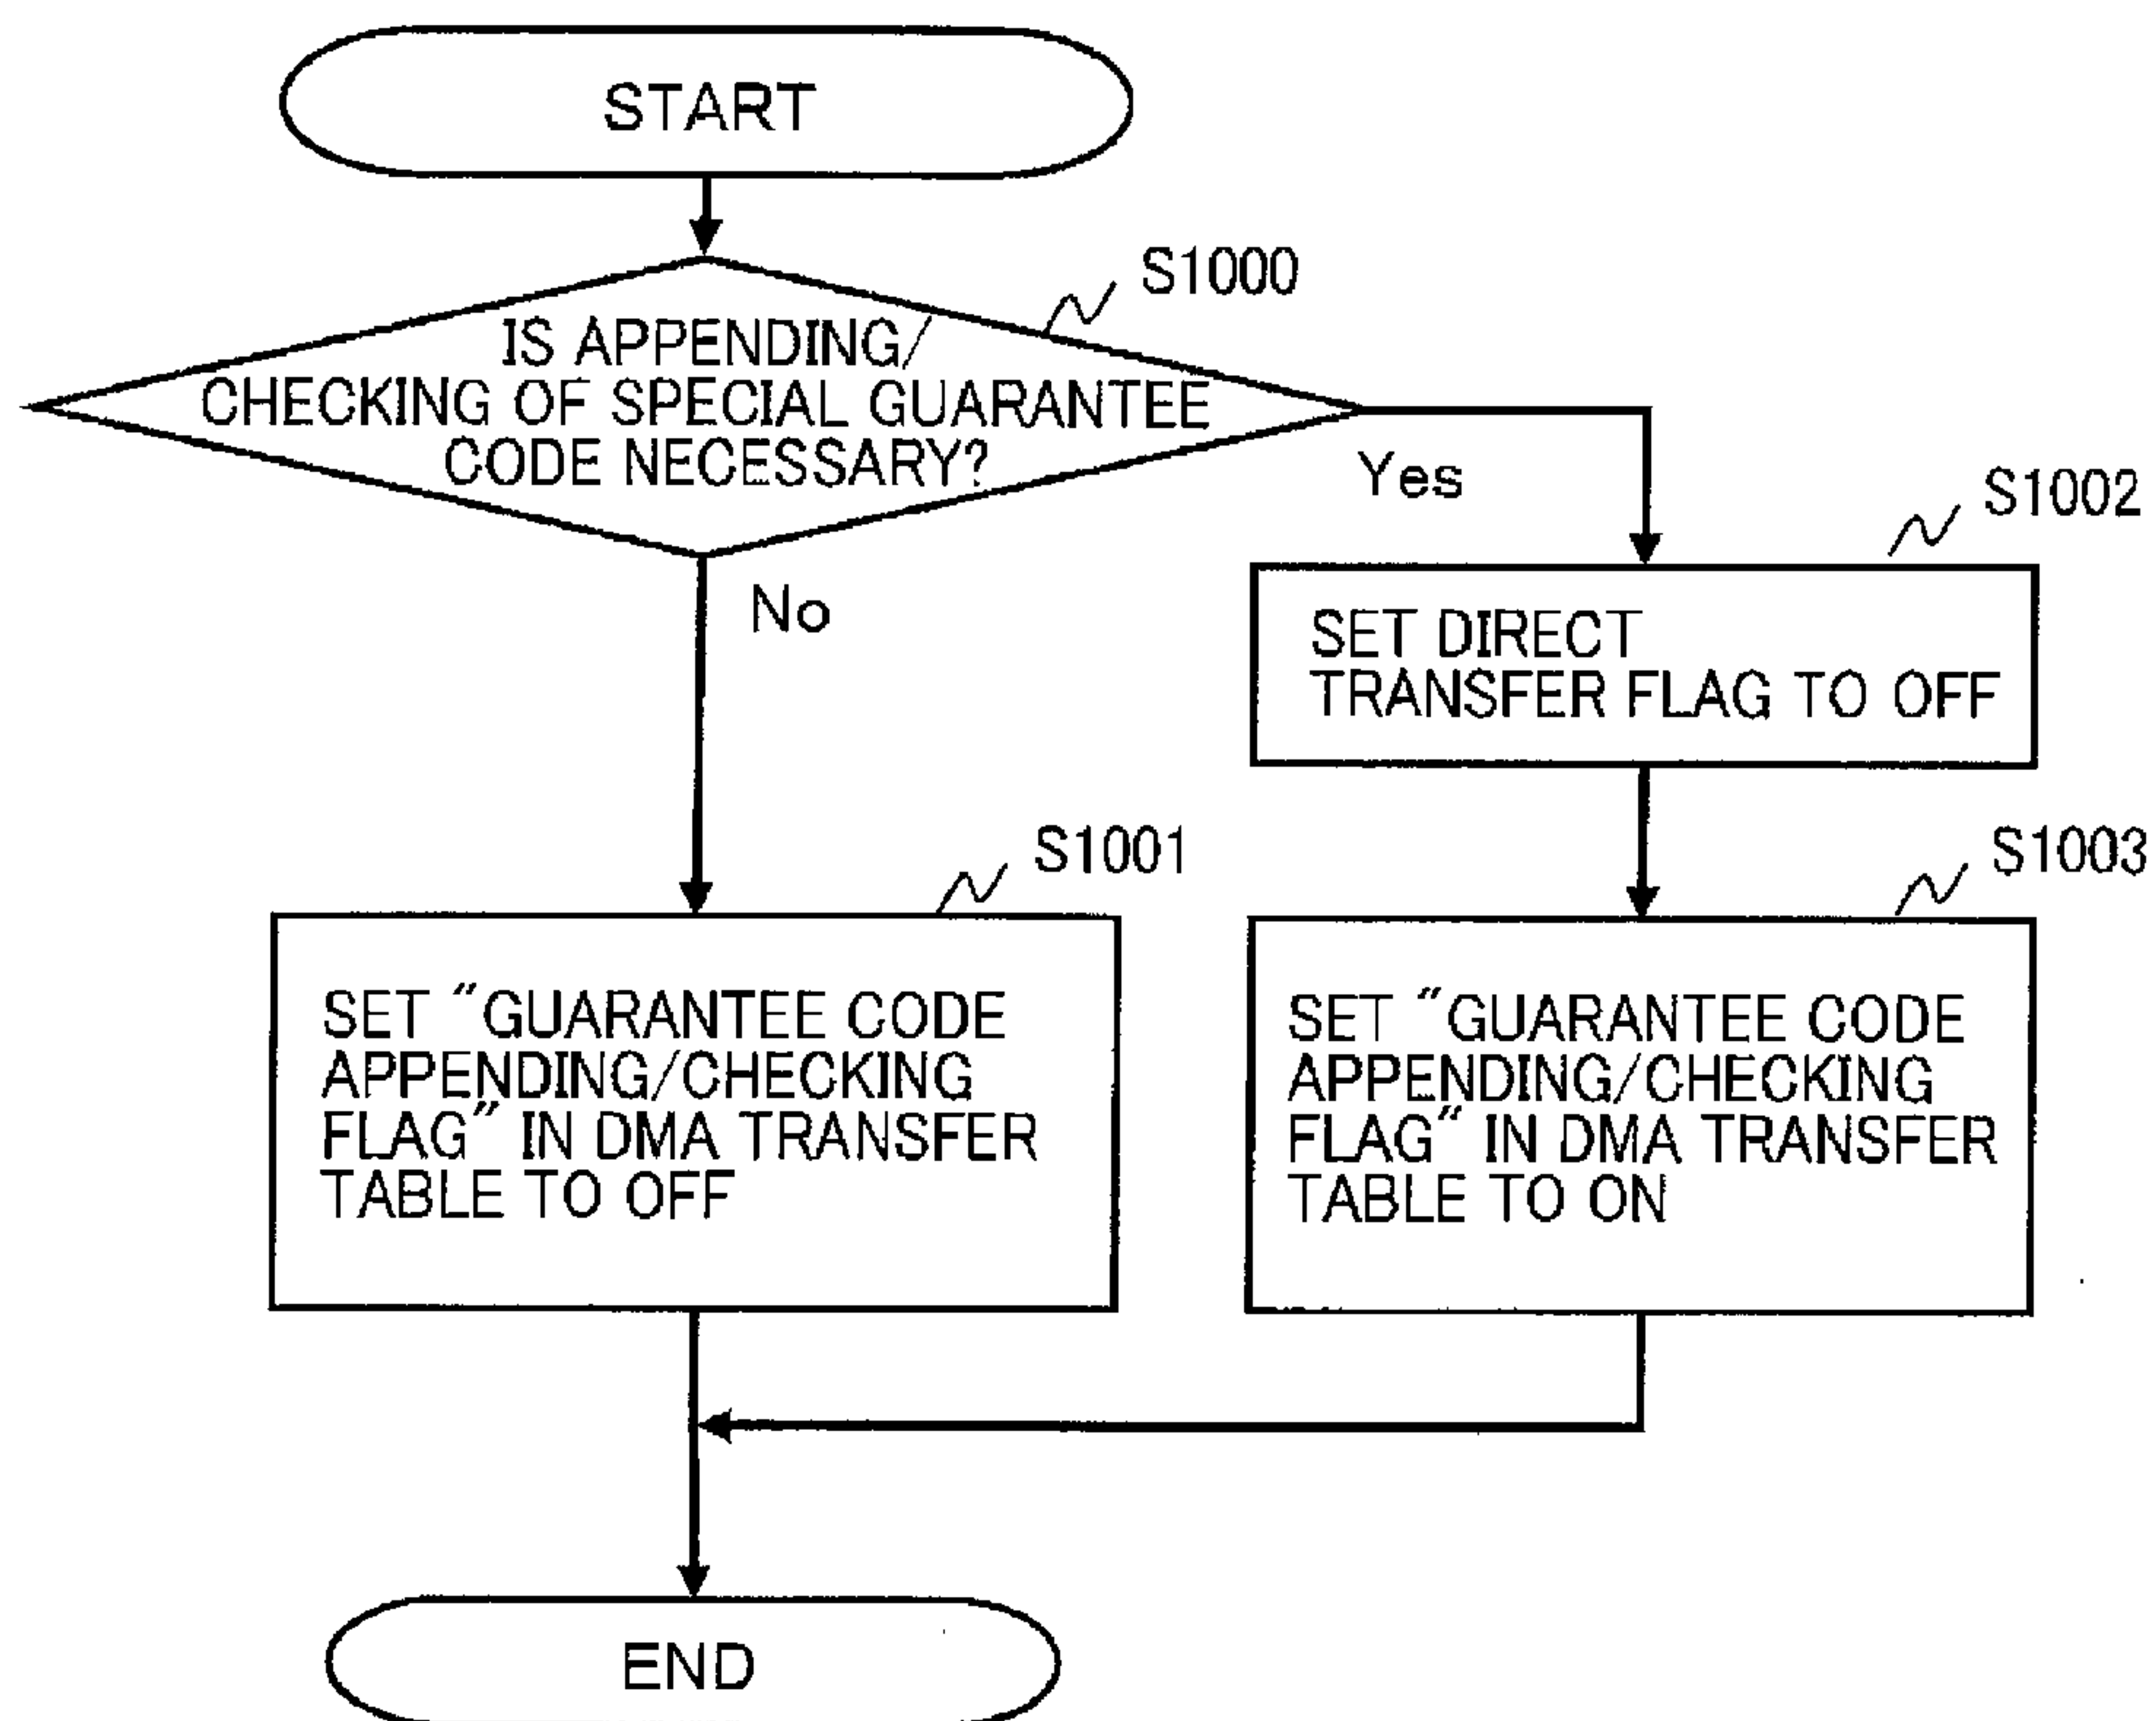 START
S1000
IS APPENDING/
CHECKING OF SPECIAL GUARANTEE
CODE NECESSARY?
Yes
No
S1002
SET DIRECT
TRANSFER FLAG TO OFF
S1001
SET "GUARANTEE CODE
APPENDING/CHECKING
FLAG" IN DMA TRANSFER
TABLE TO OFF
S1003
SET "GUARANTEE CODE
APPENDING/CHECKING
FLAG" IN DMA TRANSFER
TABLE TO ON
END